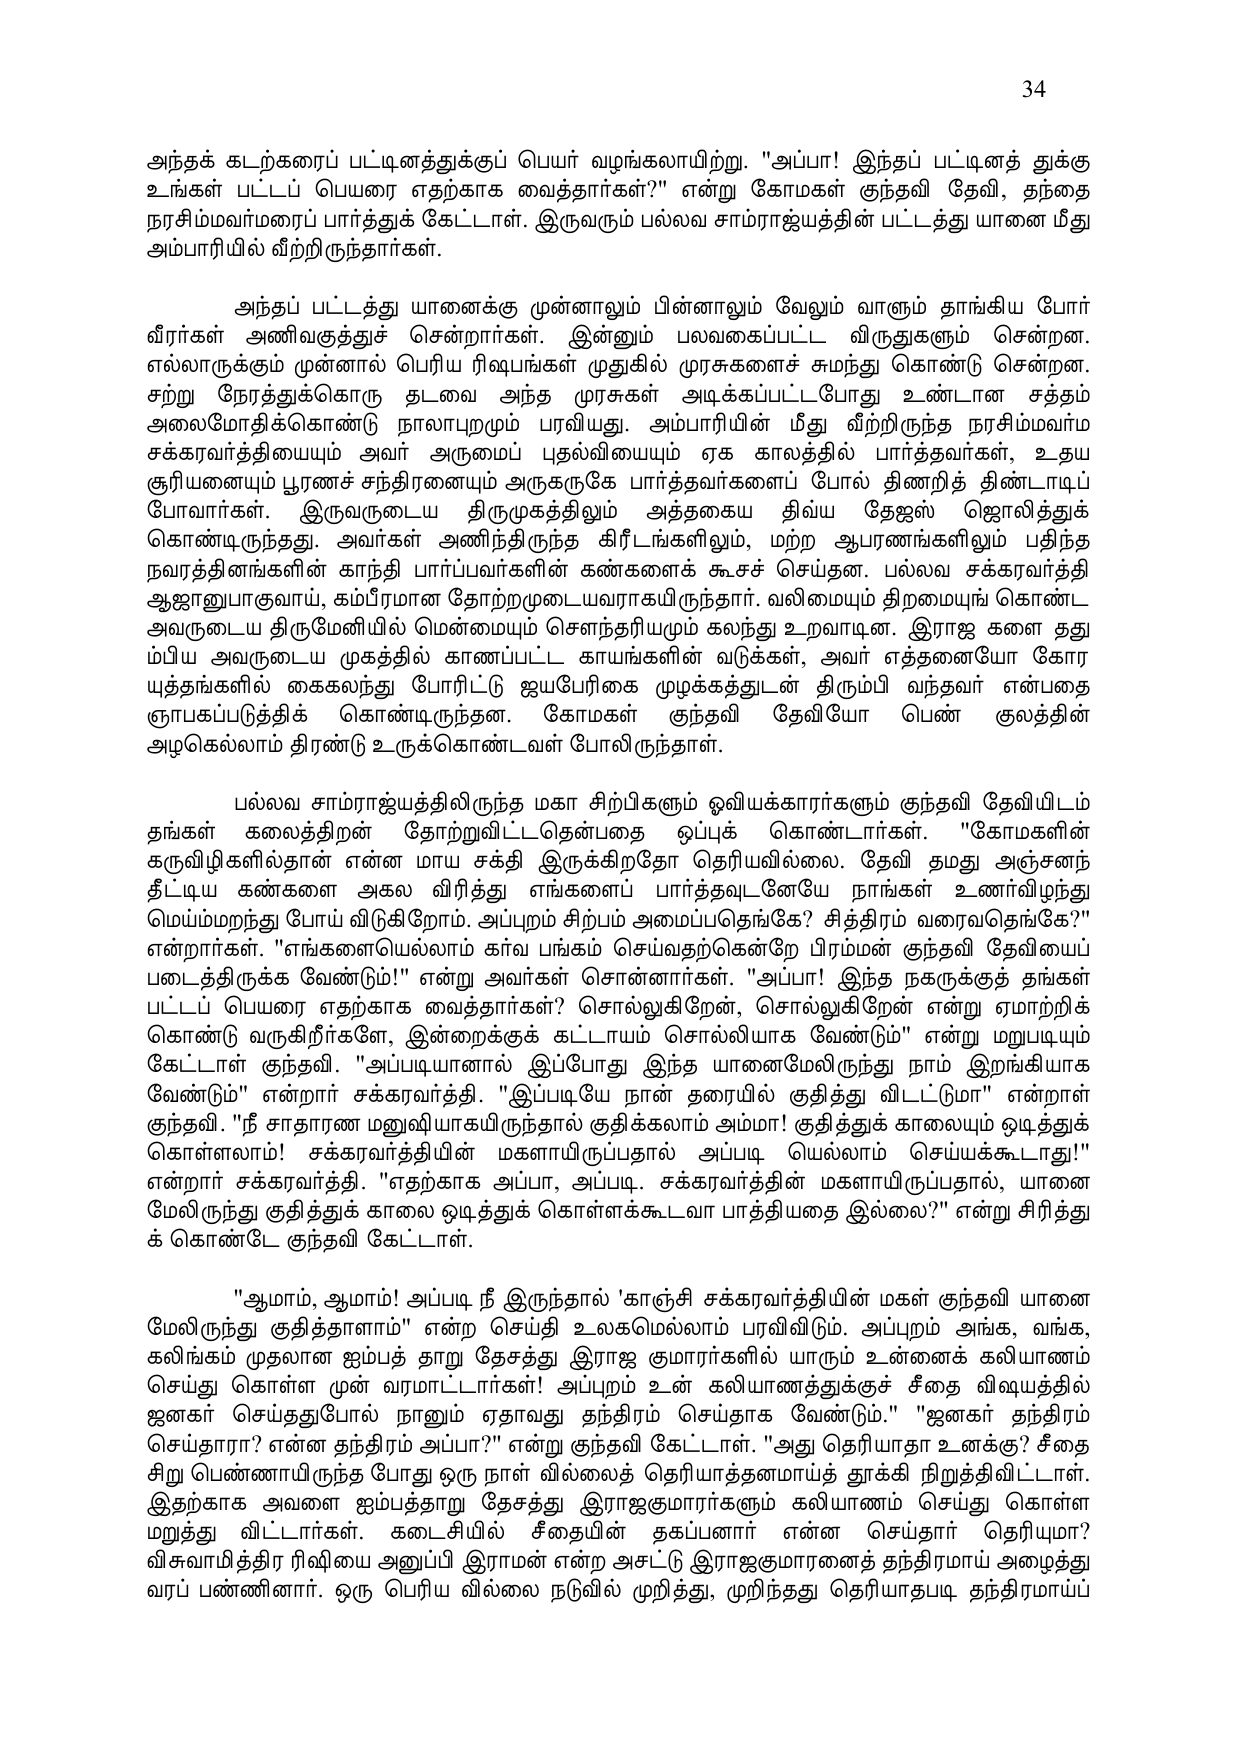 34
அந்தக் கடற்கரைப் பட்டினத்துக்குப் பெயர் வழங்கலாயிற்று. "அப்பா! இந்தப் பட்டினத் துக்கு
உங்கள் பட்டப் பெயரை எதற்காக வைத்தார்கள்?" என்று கோமகள் குந்தவி தேவி, தந்தை
நரசிம்மவர்மரைப் பார்த்துக் கேட்டாள். இருவரும் பல்லவ சாம்ராஜ்யத்தின் பட்டத்து யானை மீது
அம்பாரியில் வீற்றிருந்தார்கள்.
அந்தப் பட்டத்து யானைக்கு முன்னாலும் பின்னாலும் வேலும் வாளும் தாங்கிய போர்
வீரர்கள் அணிவகுத்துச் சென்றார்கள். இன்னும் பலவகைப்பட்ட விருதுகளும் சென்றன.
எல்லாருக்கும் முன்னால் பெரிய ரிஷபங்கள் முதுகில் முரசுகளைச் சுமந்து கொண்டு சென்றன.
சற்று நேரத்துக்கொரு தடவை அந்த முரசுகள் அடிக்கப்பட்டபோது உண்டான சத்தம்
அலைமோதிக்கொண்டு நாலாபுறமும் பரவியது. அம்பாரியின் மீது வீற்றிருந்த நரசிம்மவர்ம
சக்கரவர்த்தியையும் அவர் அருமைப் புதல்வியையும் ஏக காலத்தில் பார்த்தவர்கள், உதய
சூரியனையும் பூரணச் சந்திரனையும் அருகருகே பார்த்தவர்களைப் போல் திணறித் திண்டாடிப்
போவார்கள். இருவருடைய திருமுகத்திலும் அத்தகைய திவ்ய தேஜஸ் ஜொலித்துக்
கொண்டிருந்தது. அவர்கள் அணிந்திருந்த கிரீடங்களிலும், மற்ற ஆபரணங்களிலும் பதிந்த
நவரத்தினங்களின் காந்தி பார்ப்பவர்களின் கண்களைக் கூசச் செய்தன. பல்லவ சக்கரவர்த்தி
ஆஜானுபாகுவாய், கம்பீரமான தோற்றமுடையவராகயிருந்தார். வலிமையும் திறமையுங் கொண்ட
அவருடைய திருமேனியில் மென்மையும் சௌந்தரியமும் கலந்து உறவாடின. இராஜ களை தது
ம்பிய அவருடைய முகத்தில் காணப்பட்ட காயங்களின் வடுக்கள், அவர் எத்தனையோ கோர
யுத்தங்களில் கைகலந்து போரிட்டு ஜயபேரிகை முழக்கத்துடன் திரும்பி வந்தவர் என்பதை
ஞாபகப்படுத்திக் கொண்டிருந்தன. கோமகள் குந்தவி தேவியோ பெண் குலத்தின்
அழகெல்லாம் திரண்டு உருக்கொண்டவள் போலிருந்தாள்.
பல்லவ சாம்ராஜ்யத்திலிருந்த மகா சிற்பிகளும் ஓவியக்காரர்களும் குந்தவி தேவியிடம்
தங்கள் கலைத்திறன் தோற்றுவிட்டதென்பதை ஒப்புக் கொண்டார்கள். "கோமகளின்
கருவிழிகளில்தான் என்ன மாய சக்தி இருக்கிறதோ தெரியவில்லை. தேவி தமது அஞ்சனந்
தீட்டிய கண்களை அகல விரித்து எங்களைப் பார்த்தவுடனேயே நாங்கள் உணர்விழந்து
மெய்ம்மறந்து போய் விடுகிறோம். அப்புறம் சிற்பம் அமைப்பதெங்கே? சித்திரம் வரைவதெங்கே?"
என்றார்கள். "எங்களையெல்லாம் கர்வ பங்கம் செய்வதற்கென்றே பிரம்மன் குந்தவி தேவியைப்
படைத்திருக்க வேண்டும்!" என்று அவர்கள் சொன்னார்கள். "அப்பா! இந்த நகருக்குத் தங்கள்
பட்டப் பெயரை எதற்காக வைத்தார்கள்? சொல்லுகிறேன், சொல்லுகிறேன் என்று ஏமாற்றிக்
கொண்டு வருகிறீர்களே, இன்றைக்குக் கட்டாயம் சொல்லியாக வேண்டும்" என்று மறுபடியும்
கேட்டாள் குந்தவி. "அப்படியானால் இப்போது இந்த யானைமேலிருந்து நாம் இறங்கியாக
வேண்டும்" என்றார் சக்கரவர்த்தி. "இப்படியே நான் தரையில் குதித்து விடட்டுமா" என்றாள்
குந்தவி. "நீ சாதாரண மனுஷியாகயிருந்தால் குதிக்கலாம் அம்மா! குதித்துக் காலையும் ஒடித்துக்
கொள்ளலாம்! சக்கரவர்த்தியின் மகளாயிருப்பதால் அப்படி யெல்லாம் செய்யக்கூடாது!"
என்றார் சக்கரவர்த்தி. "எதற்காக அப்பா, அப்படி. சக்கரவர்த்தின் மகளாயிருப்பதால், யானை
மேலிருந்து குதித்துக் காலை ஒடித்துக் கொள்ளக்கூடவா பாத்தியதை இல்லை?" என்று சிரித்து
க் கொண்டே குந்தவி கேட்டாள்.
"ஆமாம், ஆமாம்! அப்படி நீ இருந்தால் 'காஞ்சி சக்கரவர்த்தியின் மகள் குந்தவி யானை
மேலிருந்து குதித்தாளாம்" என்ற செய்தி உலகமெல்லாம் பரவிவிடும். அப்புறம் அங்க, வங்க,
கலிங்கம் முதலான ஐம்பத் தாறு தேசத்து இராஜ குமாரர்களில் யாரும் உன்னைக் கலியாணம்
செய்து கொள்ள முன் வரமாட்டார்கள்! அப்புறம் உன் கலியாணத்துக்குச் சீதை விஷயத்தில்
ஜனகர் செய்ததுபோல் நானும் ஏதாவது தந்திரம் செய்தாக வேண்டும்." "ஜனகர் தந்திரம்
செய்தாரா? என்ன தந்திரம் அப்பா?" என்று குந்தவி கேட்டாள். "அது தெரியாதா உனக்கு? சீதை
சிறு பெண்ணாயிருந்த போது ஒரு நாள் வில்லைத் தெரியாத்தனமாய்த் தூக்கி நிறுத்திவிட்டாள்.
இதற்காக அவளை ஐம்பத்தாறு தேசத்து இராஜகுமாரர்களும் கலியாணம் செய்து கொள்ள
மறுத்து விட்டார்கள். கடைசியில் சீதையின் தகப்பனார் என்ன செய்தார் தெரியுமா?
விசுவாமித்திர ரிஷியை அனுப்பி இராமன் என்ற அசட்டு இராஜகுமாரனைத் தந்திரமாய் அழைத்து
வரப் பண்ணினார். ஒரு பெரிய வில்லை நடுவில் முறித்து, முறிந்தது தெரியாதபடி தந்திரமாய்ப்